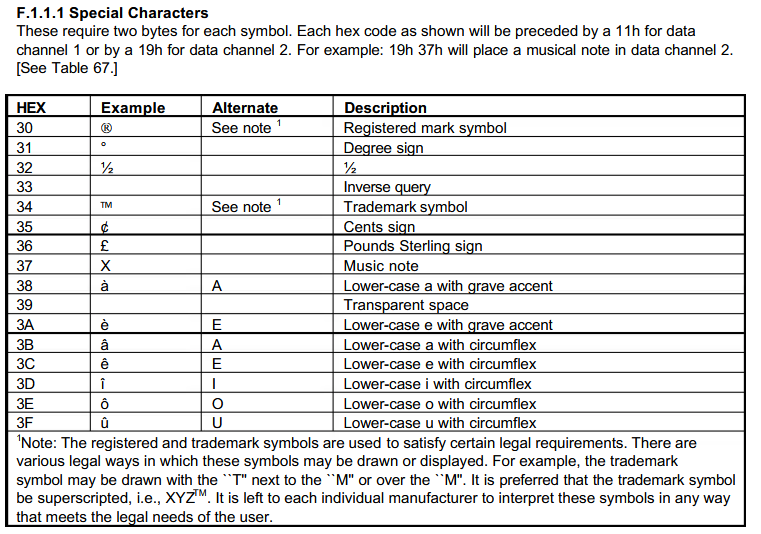 F.1.1.1 Special Characters
These require two bytes for each symbol. Each hex code as shown will be preceded by a 11h for data
channel 1 or by a 19h for data channel 2. For example: 19h 37h will place a musical note in data channel 2.
[See Table 67.]
HEX Example Alternate Description
30 ® See note ¹ Registered mark symbol
31 ° Degree sign
32 ½ ½
33 Inverse query
34 ™ See note ¹ Trademark symbol
35 ¢ Cents sign
36 £ Pounds Sterling sign
37 X Music note
38 à A Lower-case a with grave accent
39 Transparent space
3A è E Lower-case e with grave accent
3B â A Lower-case a with circumflex
3C ê E Lower-case e with circumflex
3D î I Lower-case i with circumflex
3E ô O Lower-case o with circumflex
3F û U Lower-case u with circumflex
¹Note: The registered and trademark symbols are used to satisfy certain legal requirements. There are
various legal ways in which these symbols may be drawn or displayed. For example, the trademark
symbol may be drawn with the ``T" next to the ``M" or over the ``M". It is preferred that the trademark symbol
be superscripted, i.e., XYZ™. It is left to each individual manufacturer to interpret these symbols in any way
that meets the legal needs of the user.